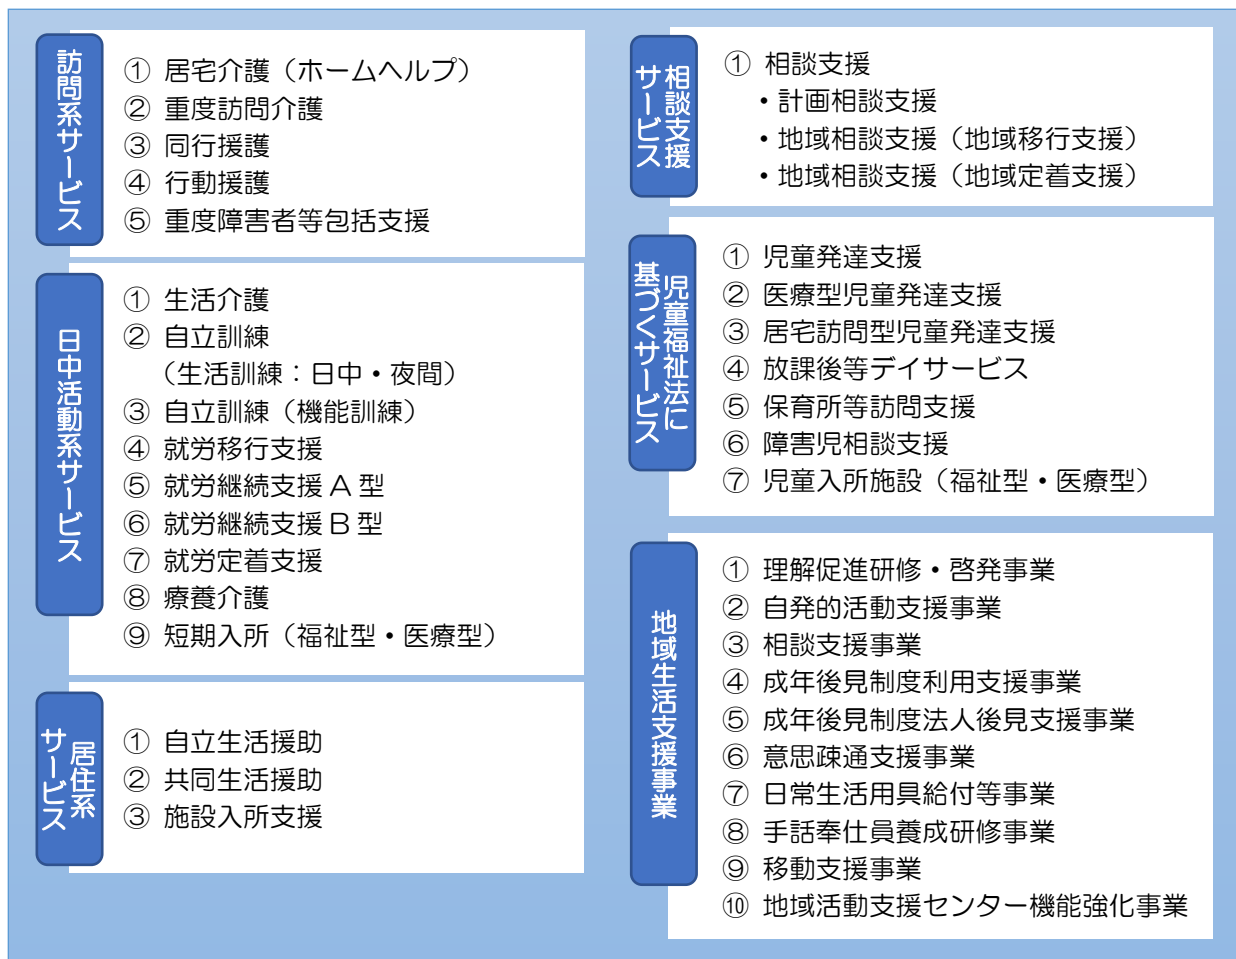 訪問系サービス
① 居宅介護（ホームヘルプ）
② 重度訪問介護
③ 同行援護
④ 行動援護
⑤ 重度障害者等包括支援
日中活動系サービス
① 生活介護
② 自立訓練
（生活訓練：日中・夜間）
③ 自立訓練（機能訓練）
④ 就労移行支援
⑤ 就労継続支援 A 型
⑥ 就労継続支援 B 型
⑦ 就労定着支援
⑧ 療養介護
⑨ 短期入所（福祉型・医療型）
居住系
サービス
① 自立生活援助
② 共同生活援助
③ 施設入所支援
相談支援
サービス
① 相談支援
・計画相談支援
・地域相談支援（地域移行支援）
・地域相談支援（地域定着支援）
児童福祉法に
基づくサービス
① 児童発達支援
② 医療型児童発達支援
③ 居宅訪問型児童発達支援
④ 放課後等デイサービス
⑤ 保育所等訪問支援
⑥ 障害児相談支援
⑦ 児童入所施設（福祉型・医療型）
地域生活支援事業
① 理解促進研修・啓発事業
② 自発的活動支援事業
③ 相談支援事業
④ 成年後見制度利用支援事業
⑤ 成年後見制度法人後見支援事業
⑥ 意思疎通支援事業
⑦ 日常生活用具給付等事業
⑧ 手話奉仕員養成研修事業
⑨ 移動支援事業
⑩ 地域活動支援センター機能強化事業